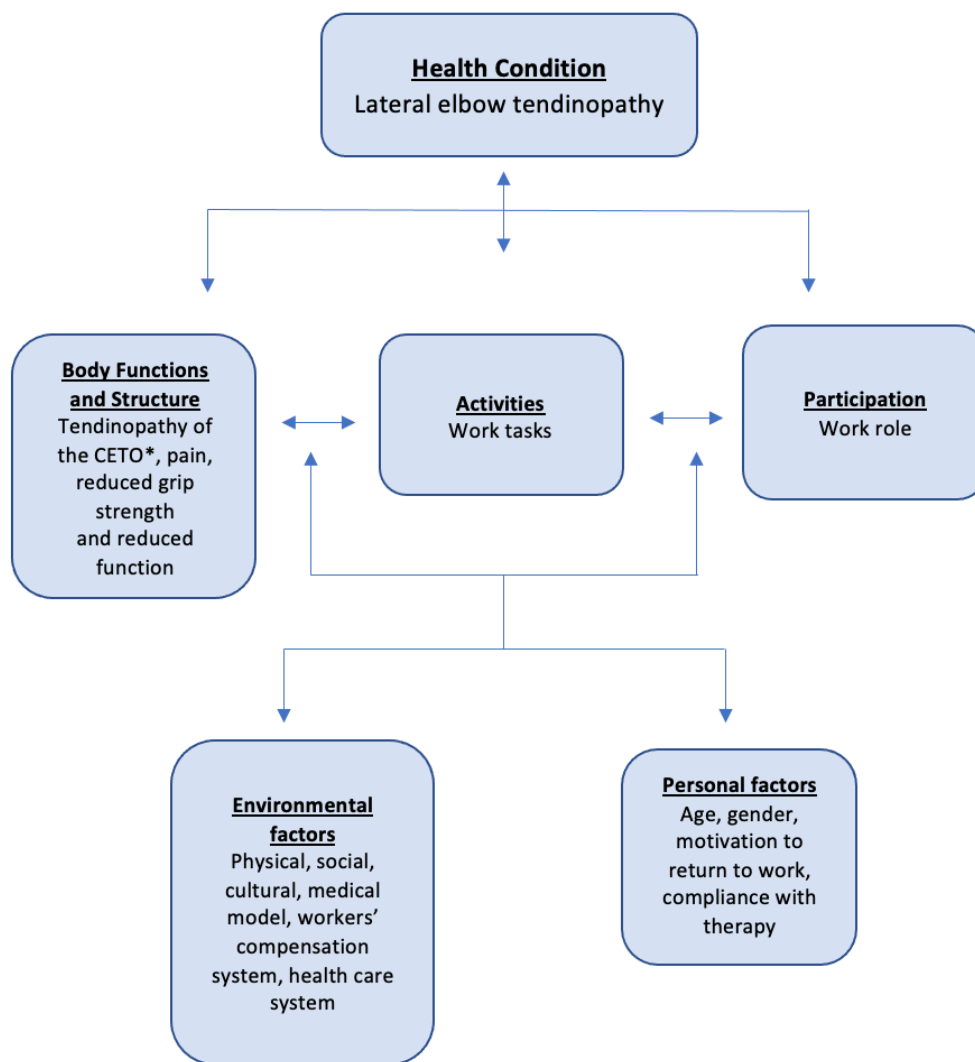 Health Condition
Lateral elbow tendinopathy
Body Functions
and Structure
Tendinopathy of
the CETO*, pain,
reduced grip
strength
and reduced
function
Activities
Work tasks
Participation
Work role
Environmental
factors
Physical, social,
cultural, medical
model, workers’
compensation
system, health care
system
Personal factors
Age, gender,
motivation to
return to work,
compliance with
therapy